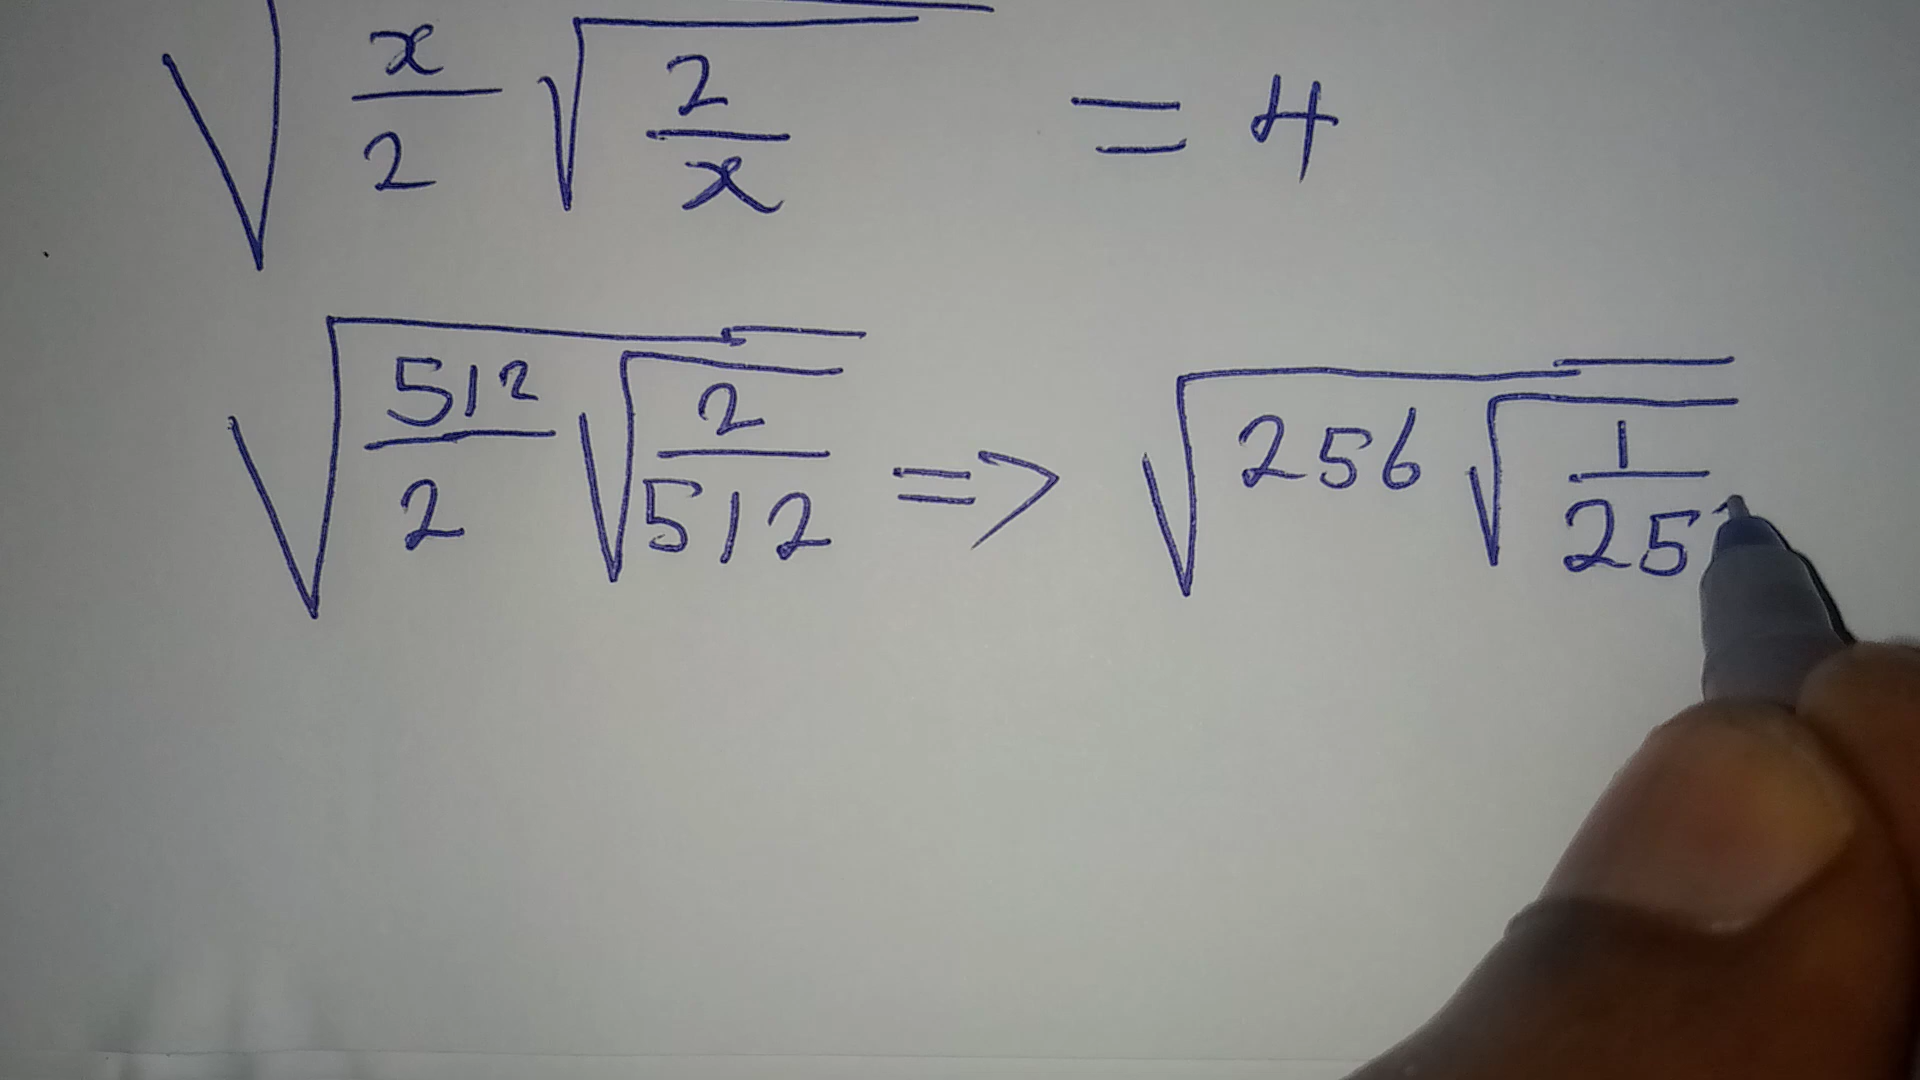 √(x/2 √(2/x)) = 4
√(512/2 √(2/512)) => √(256 √(1/25